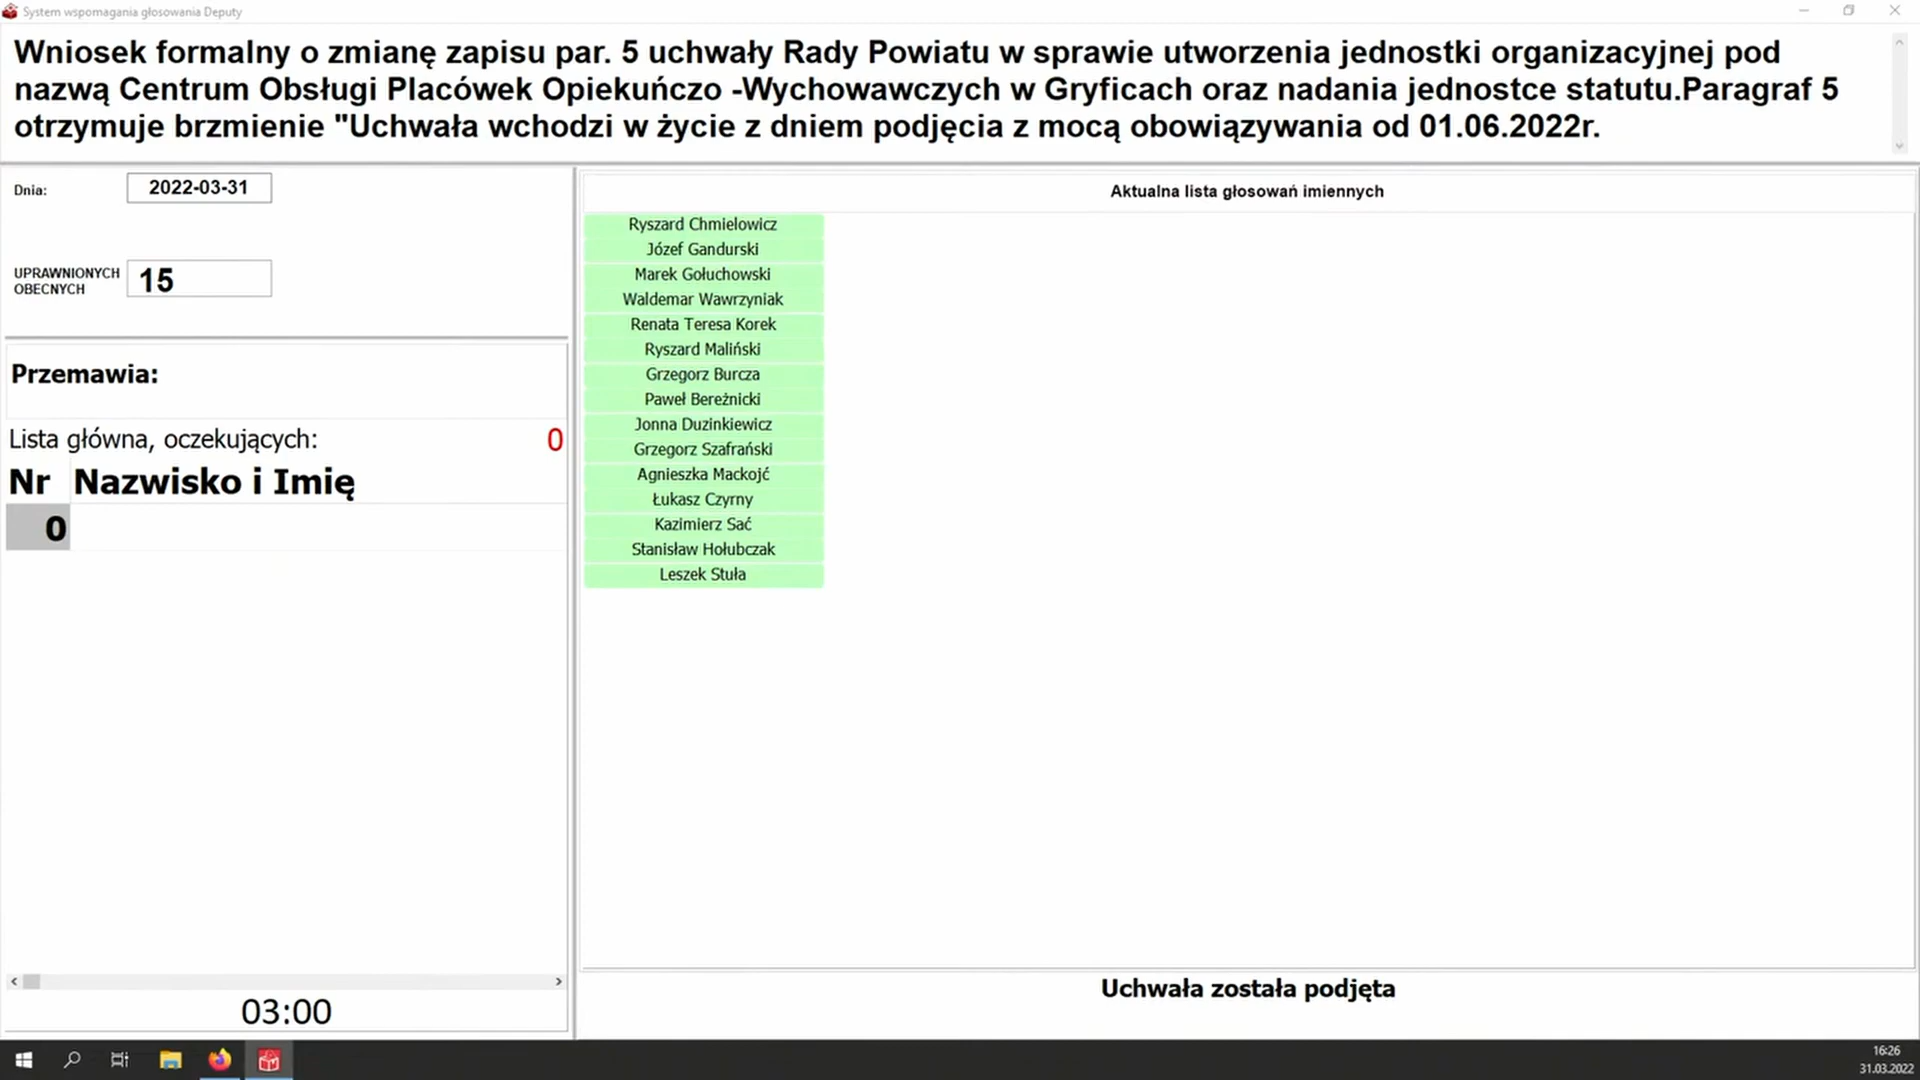 System wspomagania głosowania Deputy
Wniosek formalny o zmianę zapisu par. 5 uchwały Rady Powiatu w sprawie utworzenia jednostki organizacyjnej pod
nazwą Centrum Obsługi Placówek Opiekuńczo -Wychowawczych w Gryficach oraz nadania jednostce statutu.Paragraf 5
otrzymuje brzmienie "Uchwała wchodzi w życie z dniem podjęcia z mocą obowiązywania od 01.06.2022r.
Dnia: 2022-03-31
UPRAWNIONYCH
OBECNYCH
15
Przemawia:
Lista główna, oczekujących: 0
Nr Nazwisko i Imię
0
03:00
Aktualna lista głosowań imiennych
Ryszard Chmielowicz
Józef Gandurski
Marek Gołuchowski
Waldemar Wawrzyniak
Renata Teresa Korek
Ryszard Maliński
Grzegorz Burcza
Paweł Bereżnicki
Jonna Duzinkiewicz
Grzegorz Szafrański
Agnieszka Mackojć
Łukasz Czyrny
Kazimierz Sać
Stanisław Hołubczak
Leszek Stuła
Uchwała została podjęta
16:26
31.03.2022